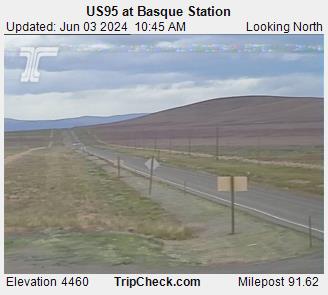 US95 at Basque Station
Updated: Jun 03 2024 10:45 AM Looking North
Elevation 4460 TripCheck.com Milepost 91.62